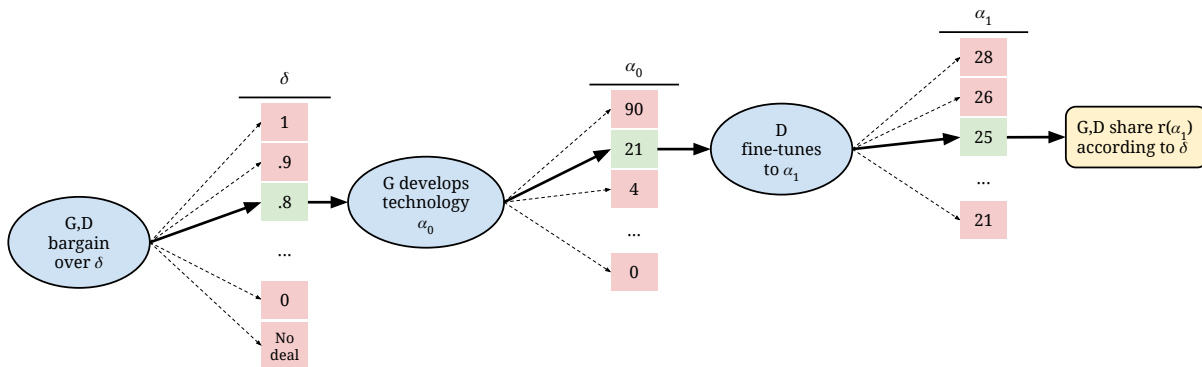 G,D
bargain
over δ
δ
1
.9
.8
...
0
No
deal
G develops
technology
α₀
α₀
90
21
4
...
0
D
fine-tunes
to α₁
α₁
28
26
25
...
21
G,D share r(α₁)
according to δ